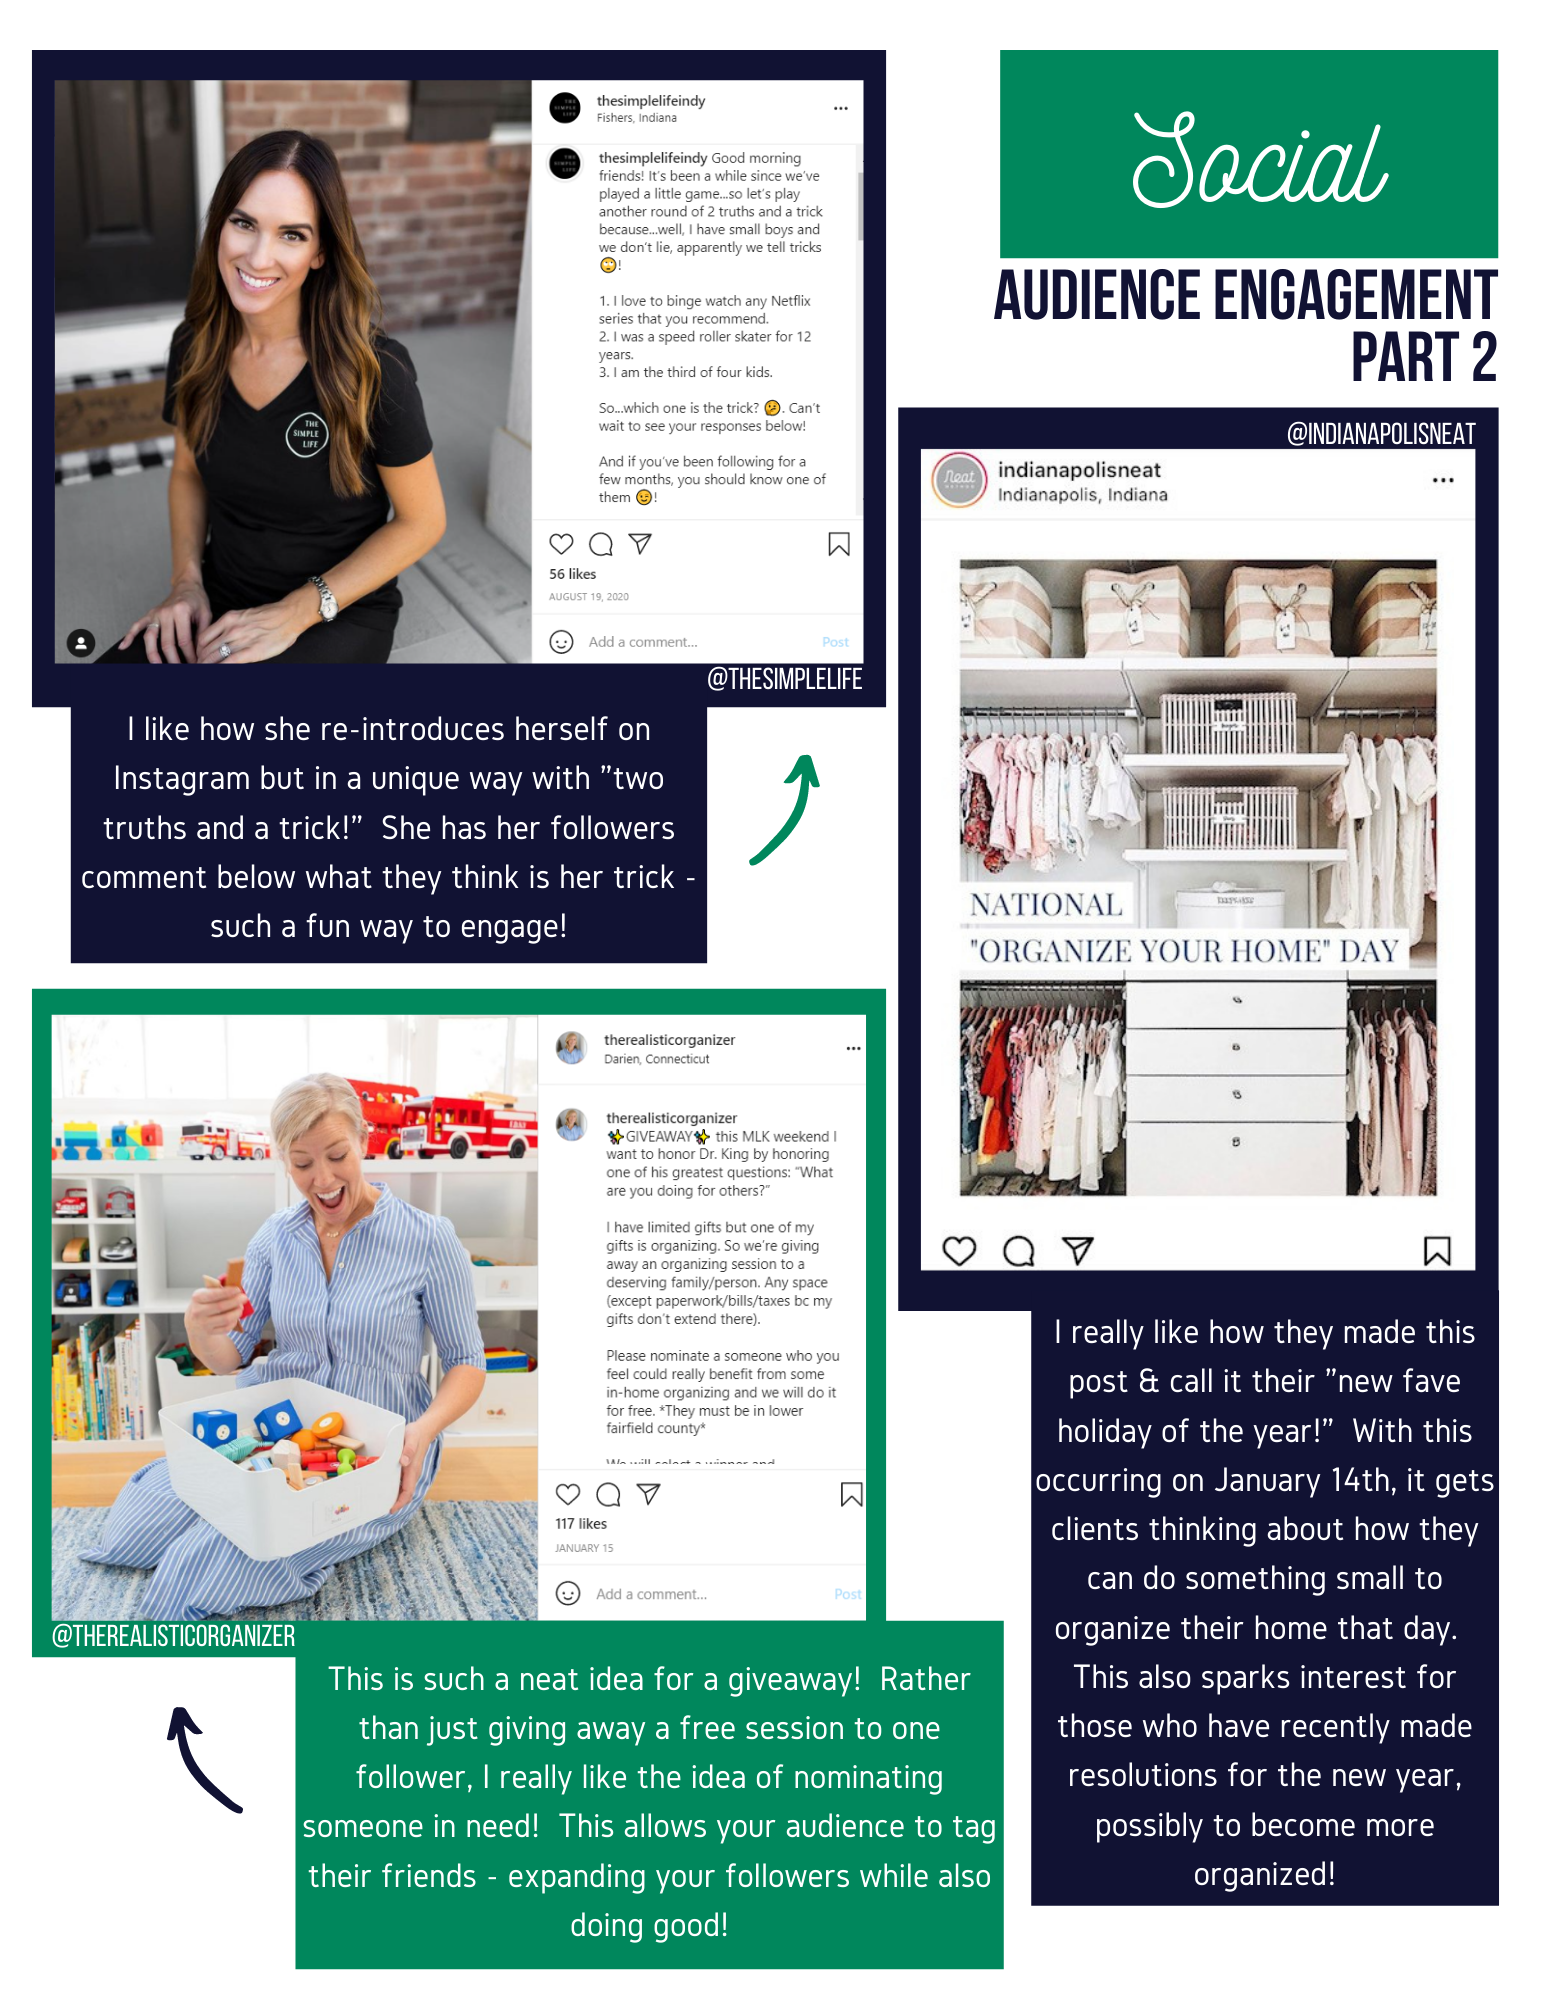 Social
AUDIENCE ENGAGEMENT
PART 2
THE
SIMPLE
LIFE
thesimplelifeindy
Fishers, Indiana
thesimplelifeindy Good morning
friends! It's been a while since we've
played a little game...so let's play
another round of 2 truths and a trick
because...well, I have small boys and
we don't lie, apparently we tell tricks
🙄!
1. I love to binge watch any Netflix
series that you recommend.
2. I was a speed roller skater for 12
years.
3. I am the third of four kids.
So...which one is the trick? 🤔. Can't
wait to see your responses below!
And if you've been following for a
few months, you should know one of
them 😉!
56 likes
AUGUST 19, 2020
Add a comment... Post
@THESIMPLELIFE
I like how she re-introduces herself on
Instagram but in a unique way with "two
truths and a trick!" She has her followers
comment below what they think is her trick -
such a fun way to engage!
@INDIANAPOLISNEAT
Neat
indianapolisneat
Indianapolis, Indiana
NATIONAL
"ORGANIZE YOUR HOME" DAY
I really like how they made this
post & call it their "new fave
holiday of the year!" With this
occurring on January 14th, it gets
clients thinking about how they
can do something small to
organize their home that day.
This also sparks interest for
those who have recently made
resolutions for the new year,
possibly to become more
organized!
therealisticorganizer
Darien, Connecticut
therealisticorganizer
✨GIVEAWAY✨ this MLK weekend I
want to honor Dr. King by honoring
one of his greatest questions: "What
are you doing for others?"
I have limited gifts but one of my
gifts is organizing. So we're giving
away an organizing session to a
deserving family/person. Any space
(except paperwork/bills/taxes bc my
gifts don't extend there).
Please nominate a someone who you
feel could really benefit from some
in-home organizing and we will do it
for free. *They must be in lower
fairfield county*
We will select a winner and
117 likes
JANUARY 15
Add a comment... Post
@THEREALISTICORGANIZER
This is such a neat idea for a giveaway! Rather
than just giving away a free session to one
follower, I really like the idea of nominating
someone in need! This allows your audience to tag
their friends - expanding your followers while also
doing good!